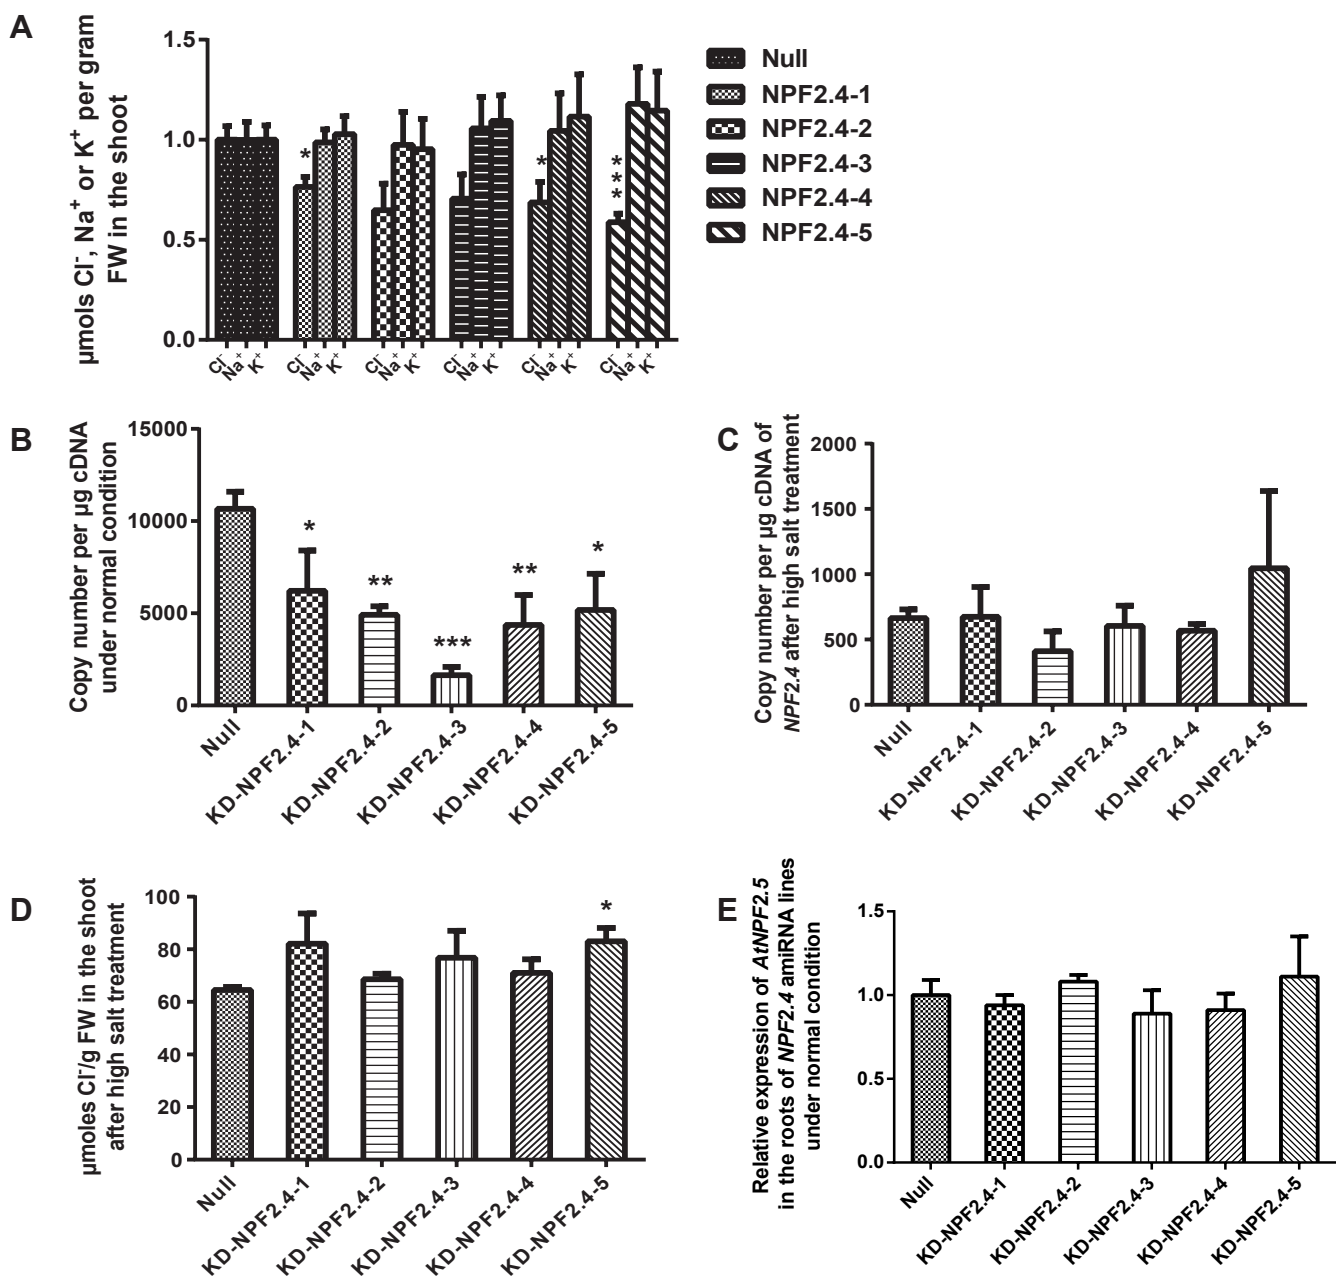 A
µmols Cl⁻, Na⁺ or K⁺ per gram
FW in the shoot
1.5
1.0
0.5
0.0
*
*
***
Cl⁻ Na⁺ K⁺ Cl⁻ Na⁺ K⁺ Cl⁻ Na⁺ K⁺ Cl⁻ Na⁺ K⁺ Cl⁻ Na⁺ K⁺ Cl⁻ Na⁺ K⁺
Null
NPF2.4-1
NPF2.4-2
NPF2.4-3
NPF2.4-4
NPF2.4-5
B
Copy number per µg cDNA
under normal condition
15000
10000
5000
0
*
**
***
**
*
Null
KD-NPF2.4-1
KD-NPF2.4-2
KD-NPF2.4-3
KD-NPF2.4-4
KD-NPF2.4-5
C
Copy number per µg cDNA of
NPF2.4 after high salt treatment
2000
1500
1000
500
0
Null
KD-NPF2.4-1
KD-NPF2.4-2
KD-NPF2.4-3
KD-NPF2.4-4
KD-NPF2.4-5
D
µmoles Cl⁻/g FW in the shoot
after high salt treatment
100
80
60
40
20
0
*
Null
KD-NPF2.4-1
KD-NPF2.4-2
KD-NPF2.4-3
KD-NPF2.4-4
KD-NPF2.4-5
E
Relative expression of AtNPF2.5
in the roots of NPF2.4 amiRNA lines
under normal condition
1.5
1.0
0.5
0.0
Null
KD-NPF2.4-1
KD-NPF2.4-2
KD-NPF2.4-3
KD-NPF2.4-4
KD-NPF2.4-5